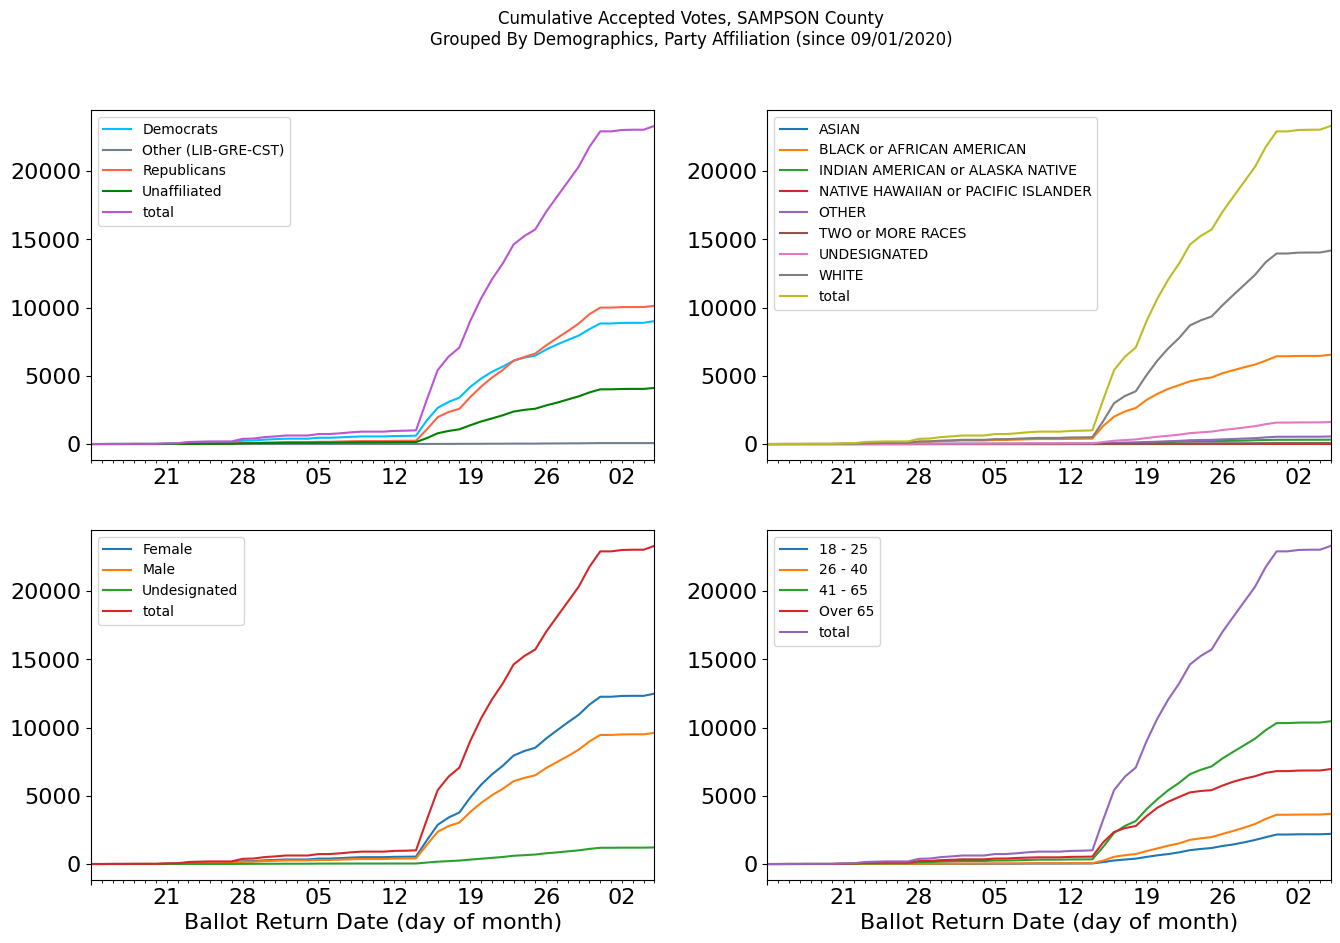 Cumulative Accepted Votes, SAMPSON County
Grouped By Demographics, Party Affiliation (since 09/01/2020)
Democrats
Other (LIB-GRE-CST)
Republicans
Unaffiliated
total
20000
15000
10000
5000
0
21 28 05 12 19 26 02
ASIAN
BLACK or AFRICAN AMERICAN
INDIAN AMERICAN or ALASKA NATIVE
NATIVE HAWAIIAN or PACIFIC ISLANDER
OTHER
TWO or MORE RACES
UNDESIGNATED
WHITE
total
20000
15000
10000
5000
0
21 28 05 12 19 26 02
Female
Male
Undesignated
total
20000
15000
10000
5000
0
21 28 05 12 19 26 02
Ballot Return Date (day of month)
18 - 25
26 - 40
41 - 65
Over 65
total
20000
15000
10000
5000
0
21 28 05 12 19 26 02
Ballot Return Date (day of month)